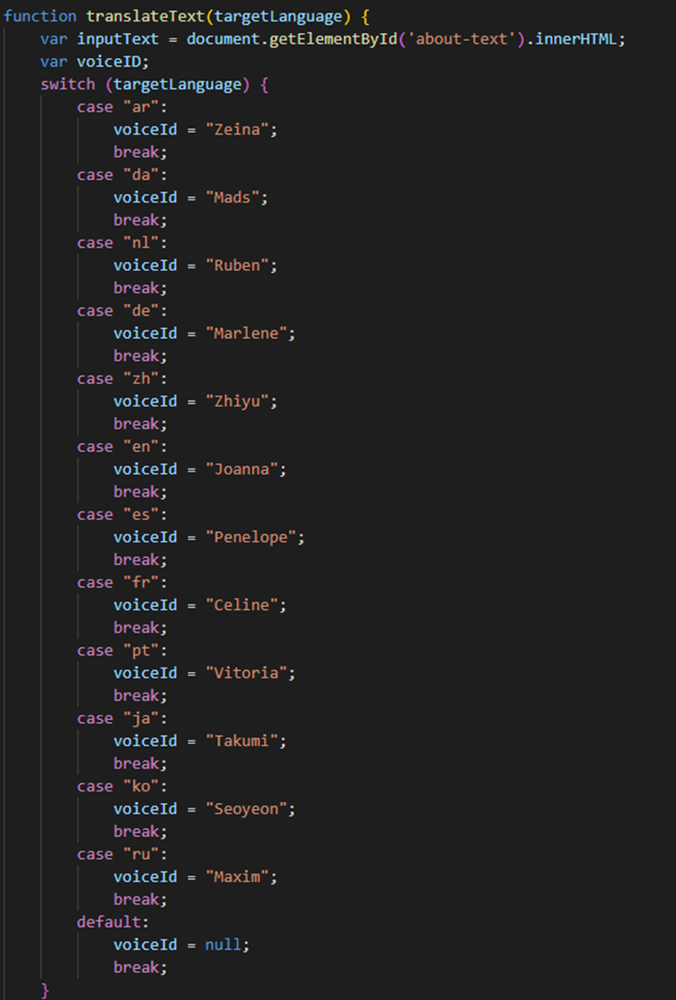 function translateText(targetLanguage) {
    var inputText = document.getElementById('about-text').innerHTML;
    var voiceID;
    switch (targetLanguage) {
        case "ar":
            voiceId = "Zeina";
            break;
        case "da":
            voiceId = "Mads";
            break;
        case "nl":
            voiceId = "Ruben";
            break;
        case "de":
            voiceId = "Marlene";
            break;
        case "zh":
            voiceId = "Zhiyu";
            break;
        case "en":
            voiceId = "Joanna";
            break;
        case "es":
            voiceId = "Penelope";
            break;
        case "fr":
            voiceId = "Celine";
            break;
        case "pt":
            voiceId = "Vitoria";
            break;
        case "ja":
            voiceId = "Takumi";
            break;
        case "ko":
            voiceId = "Seoyeon";
            break;
        case "ru":
            voiceId = "Maxim";
            break;
        default:
            voiceId = null;
            break;
    }